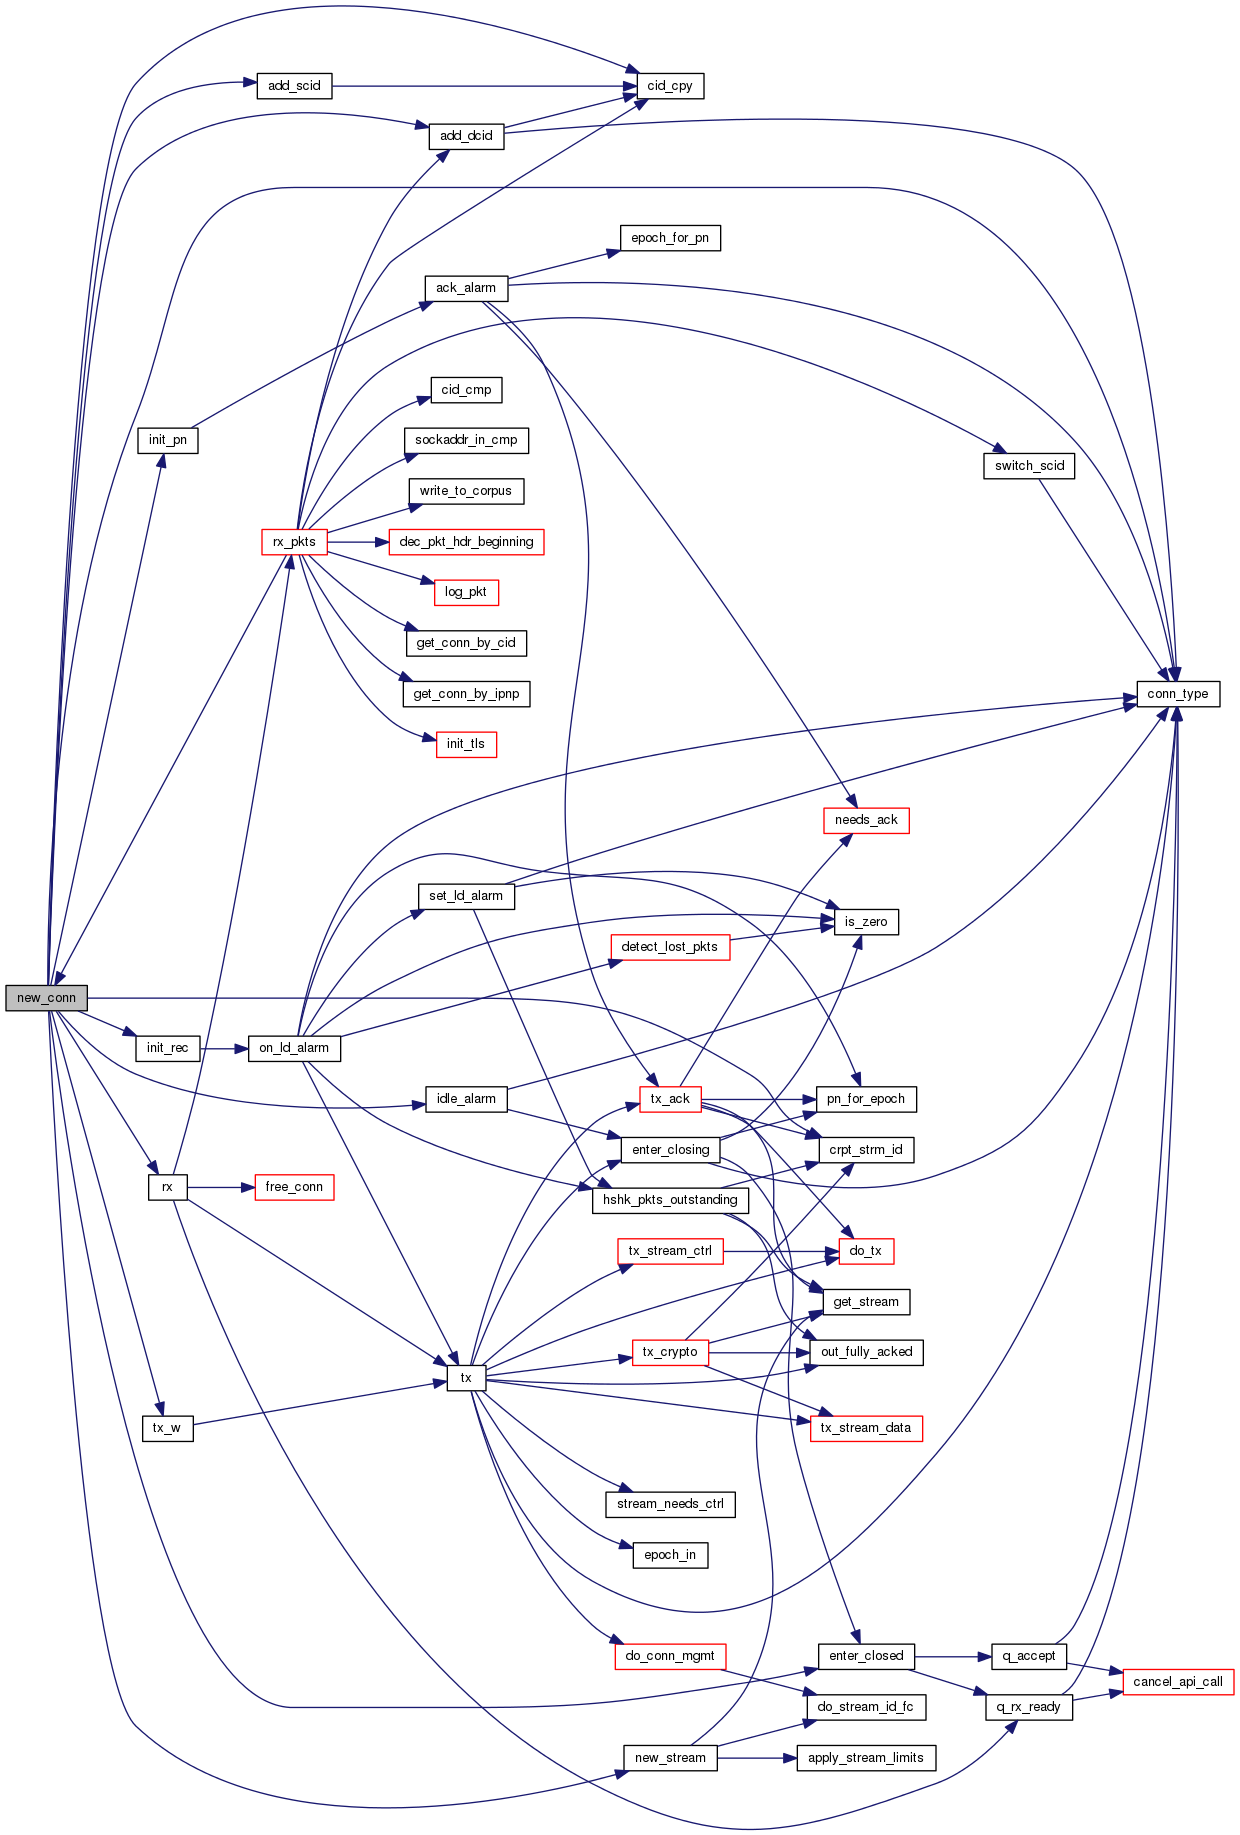 cid_cpy
add_scid
add_dcid
epoch_for_pn
ack_alarm
cid_cmp
init_pn
sockaddr_in_cmp
switch_scid
write_to_corpus
rx_pkts
dec_pkt_hdr_beginning
log_pkt
get_conn_by_cid
get_conn_by_ipnp
conn_type
init_tls
needs_ack
set_ld_alarm
is_zero
detect_lost_pkts
new_conn
init_rec
on_ld_alarm
idle_alarm
tx_ack
pn_for_epoch
enter_closing
crpt_strm_id
rx
free_conn
hshk_pkts_outstanding
tx_stream_ctrl
do_tx
get_stream
tx_crypto
out_fully_acked
tx
tx_w
tx_stream_data
stream_needs_ctrl
epoch_in
do_conn_mgmt
enter_closed
q_accept
cancel_api_call
do_stream_id_fc
q_rx_ready
new_stream
apply_stream_limits